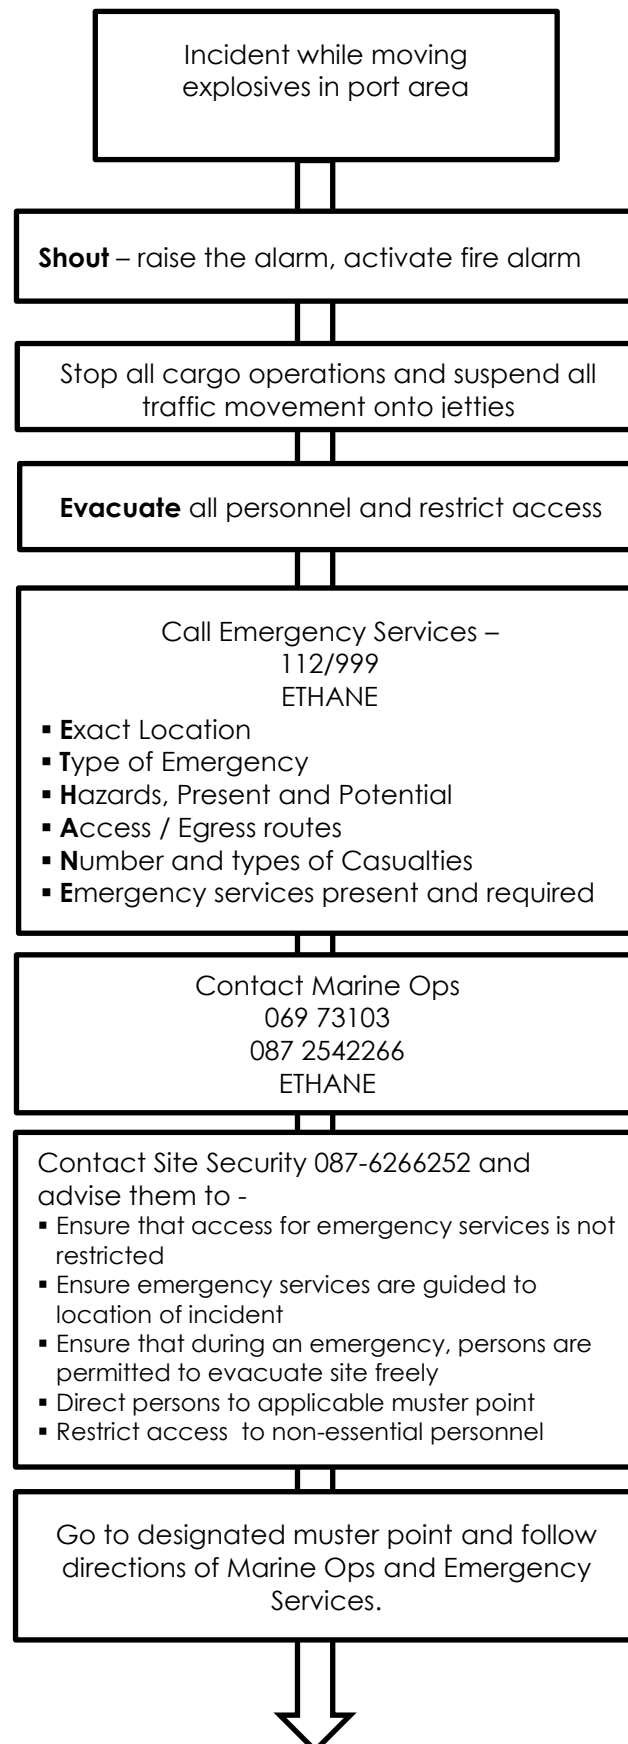 Incident while moving
explosives in port area
Shout – raise the alarm, activate fire alarm
Stop all cargo operations and suspend all
traffic movement onto jetties
Evacuate all personnel and restrict access
Call Emergency Services –
112/999
ETHANE
▪ Exact Location
▪ Type of Emergency
▪ Hazards, Present and Potential
▪ Access / Egress routes
▪ Number and types of Casualties
▪ Emergency services present and required
Contact Marine Ops
069 73103
087 2542266
ETHANE
Contact Site Security 087-6266252 and
advise them to -
▪ Ensure that access for emergency services is not
restricted
▪ Ensure emergency services are guided to
location of incident
▪ Ensure that during an emergency, persons are
permitted to evacuate site freely
▪ Direct persons to applicable muster point
▪ Restrict access  to non-essential personnel
Go to designated muster point and follow
directions of Marine Ops and Emergency
Services.